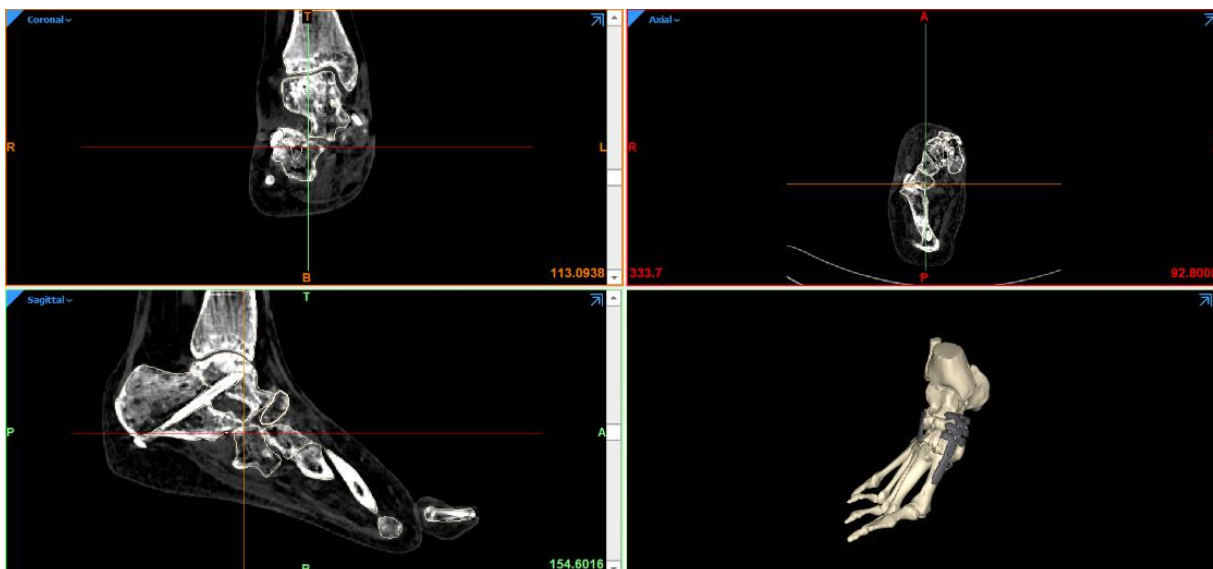 Coronal
T
R
L
B
113.0938
Axial
A
R
P
333.7
92.800
Sagittal
T
P
A
154.6016